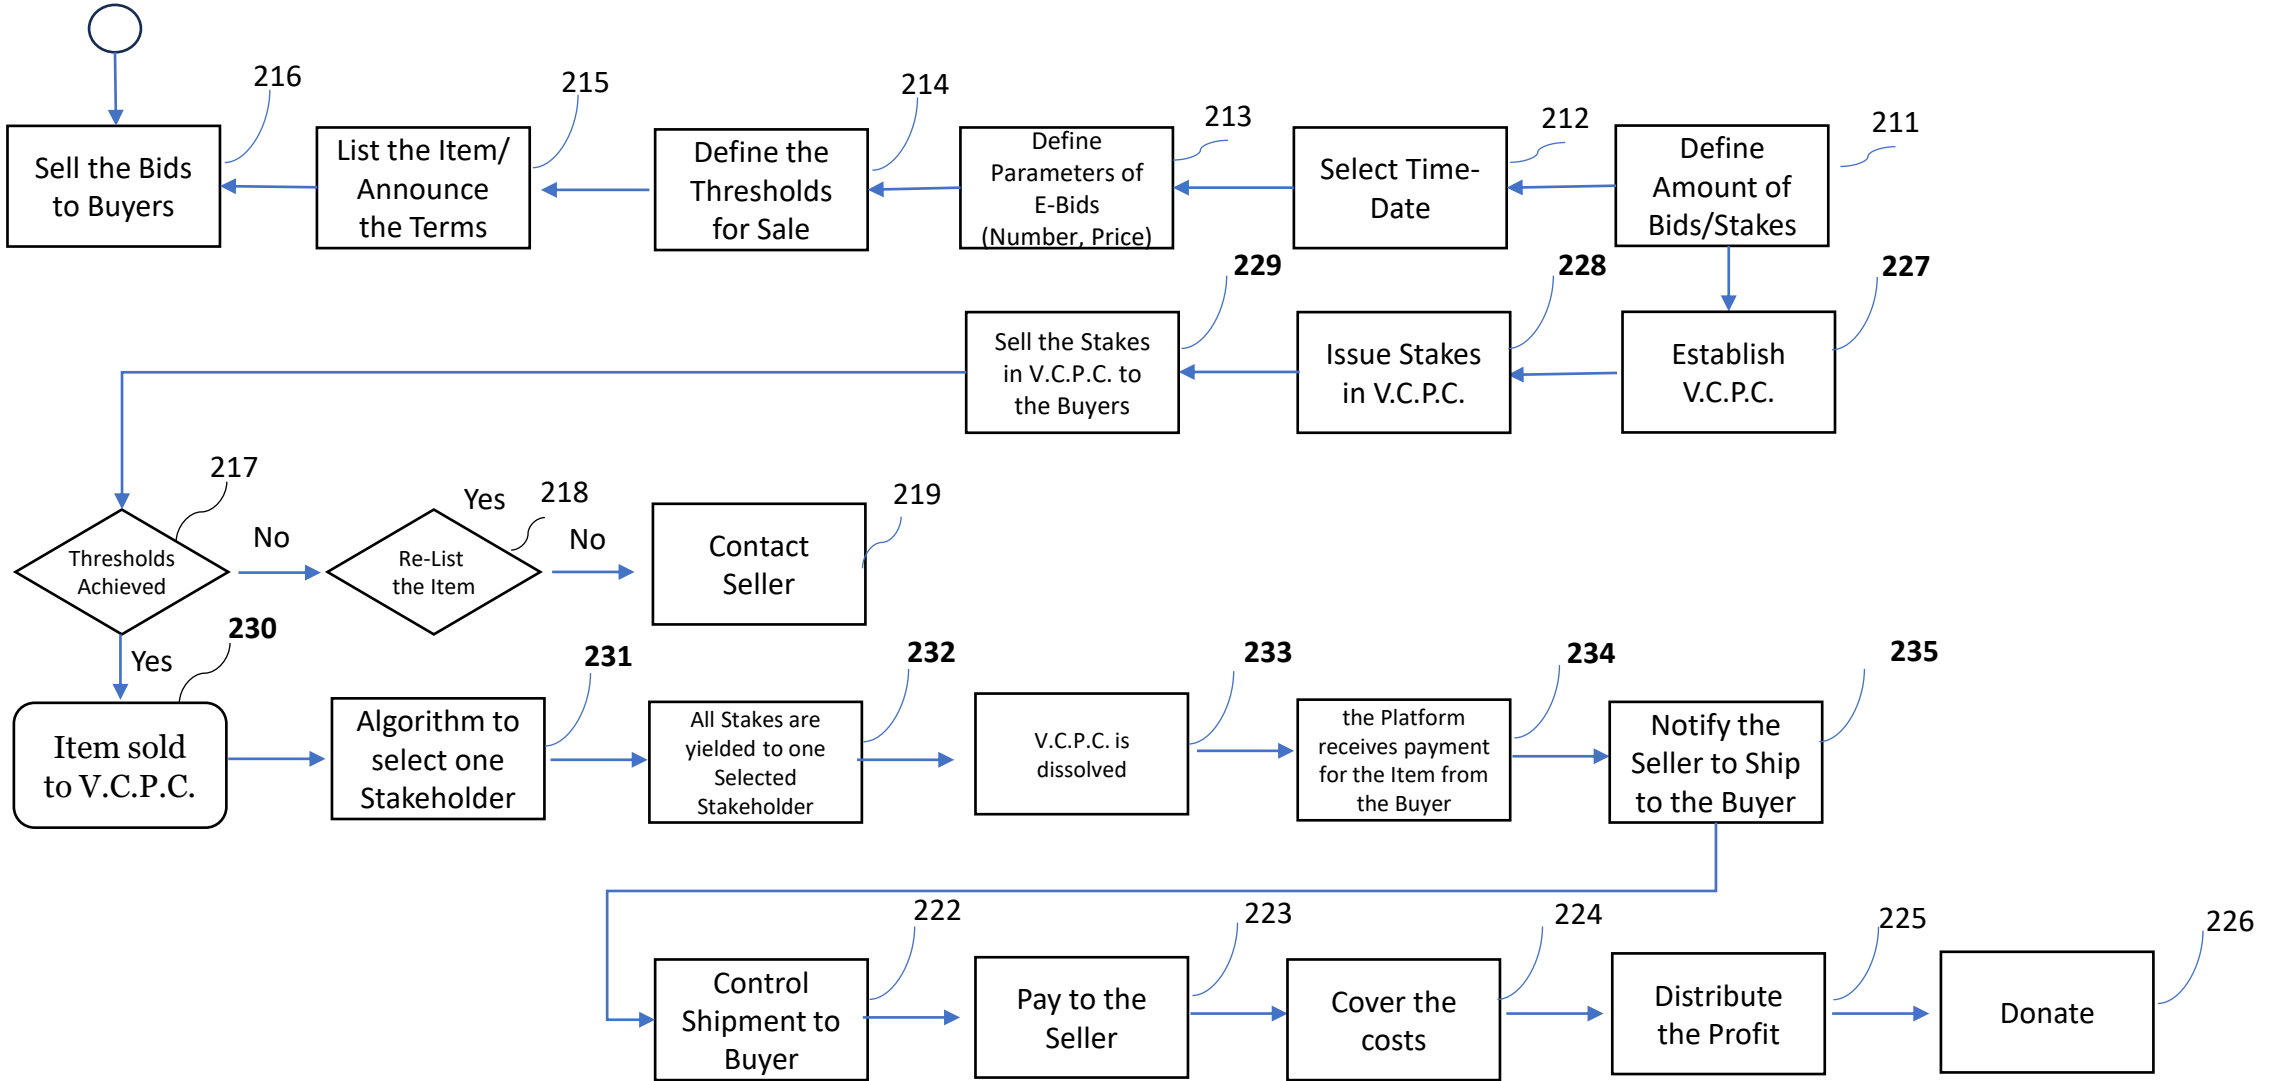 216
215
214
213
212
211
Sell the Bids
to Buyers
List the Item/
Announce
the Terms
Define the
Thresholds
for Sale
Define
Parameters of
E-Bids
(Number, Price)
Select Time-
Date
Define
Amount of
Bids/Stakes
229
228
227
Sell the Stakes
in V.C.P.C. to
the Buyers
Issue Stakes
in V.C.P.C.
Establish
V.C.P.C.
217
218
219
Thresholds
Achieved
No
Yes
Re-List
the Item
No
Contact
Seller
Yes
230
231
232
233
234
235
Item sold
to V.C.P.C.
Algorithm to
select one
Stakeholder
All Stakes are
yielded to one
Selected
Stakeholder
V.C.P.C. is
dissolved
the Platform
receives payment
for the Item from
the Buyer
Notify the
Seller to Ship
to the Buyer
222
223
224
225
226
Control
Shipment to
Buyer
Pay to the
Seller
Cover the
costs
Distribute
the Profit
Donate